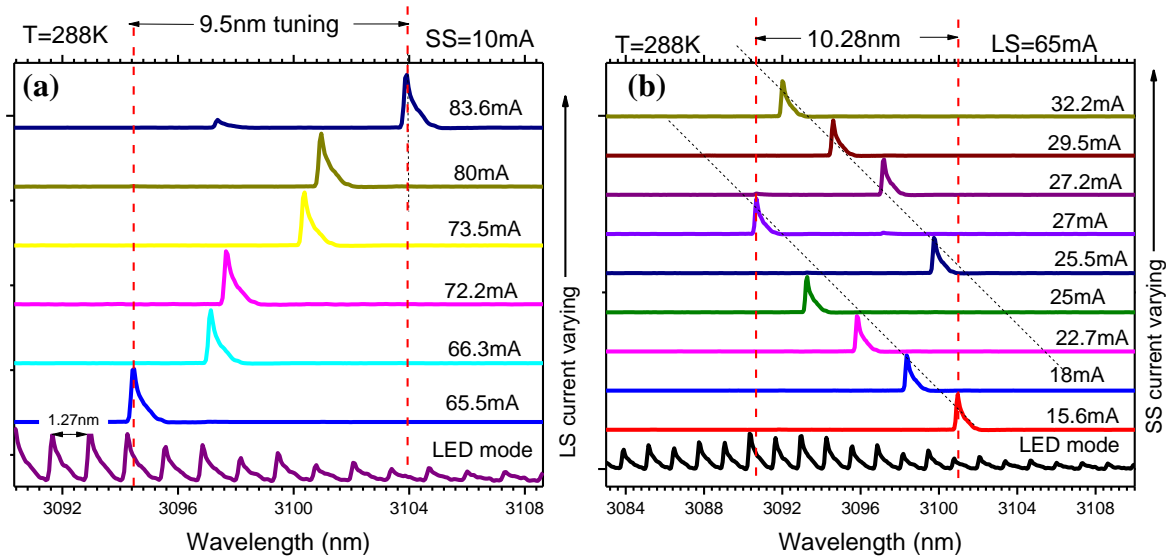 T=288K
9.5nm tuning
SS=10mA
(a)
83.6mA
80mA
73.5mA
72.2mA
66.3mA
65.5mA
1.27nm
LED mode
3092 3096 3100 3104 3108
Wavelength (nm)
LS current varying
T=288K
10.28nm
LS=65mA
(b)
32.2mA
29.5mA
27.2mA
27mA
25.5mA
25mA
22.7mA
18mA
15.6mA
LED mode
3084 3088 3092 3096 3100 3104 3108
Wavelength (nm)
SS current varying